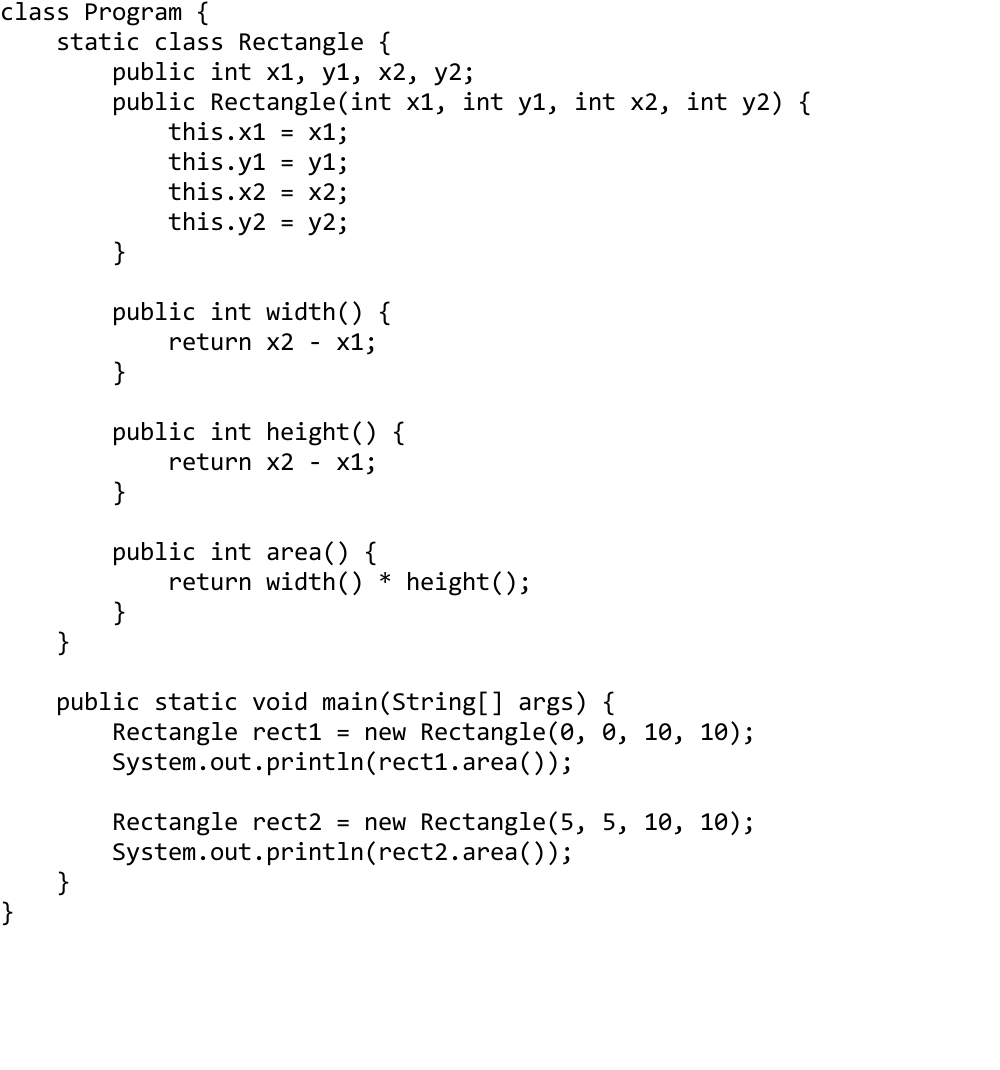 class Program {
    static class Rectangle {
        public int x1, y1, x2, y2;
        public Rectangle(int x1, int y1, int x2, int y2) {
            this.x1 = x1;
            this.y1 = y1;
            this.x2 = x2;
            this.y2 = y2;
        }

        public int width() {
            return x2 - x1;
        }

        public int height() {
            return x2 - x1;
        }

        public int area() {
            return width() * height();
        }
    }

    public static void main(String[] args) {
        Rectangle rect1 = new Rectangle(0, 0, 10, 10);
        System.out.println(rect1.area());

        Rectangle rect2 = new Rectangle(5, 5, 10, 10);
        System.out.println(rect2.area());
    }
}